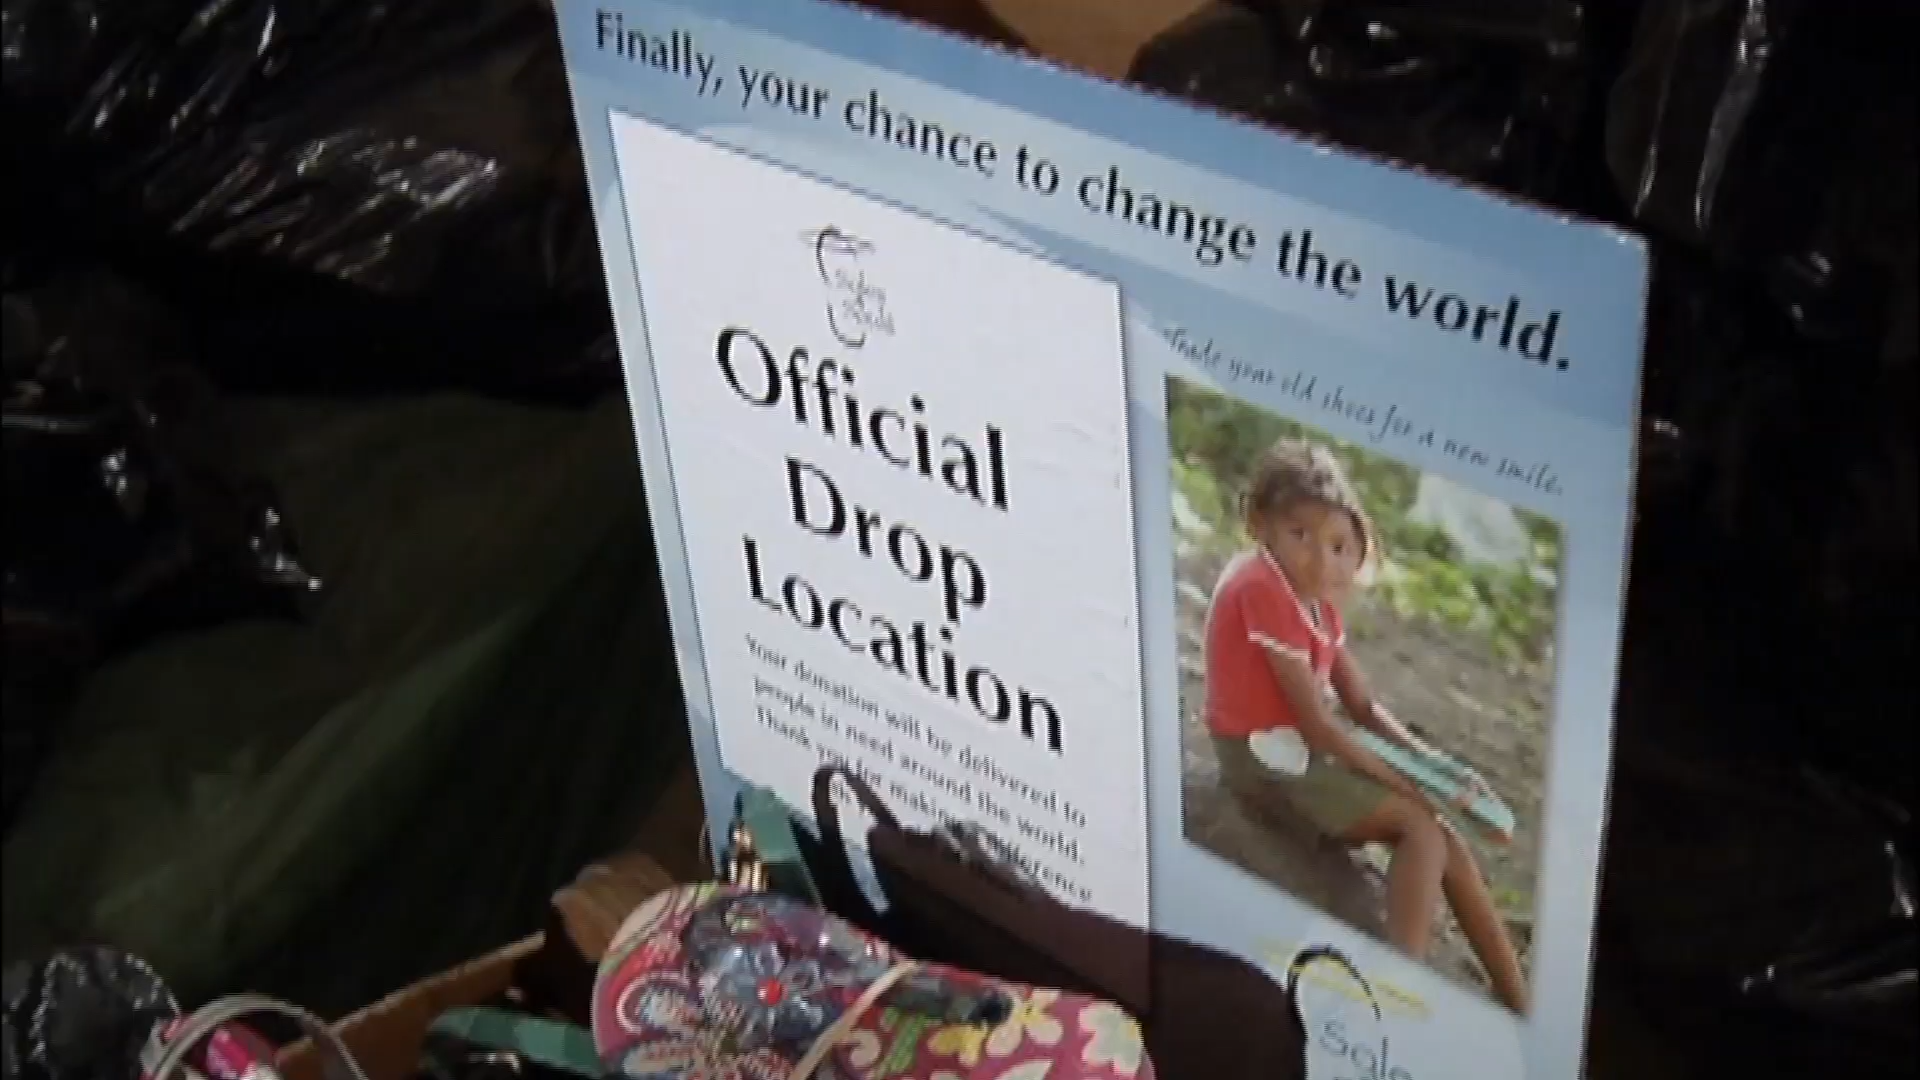 Finally, your chance to change the world.
Trade your old shoes for a new smile.
Official
Drop
Location
Your donation will be delivered to
people in need around the world.
Thank you for making a difference